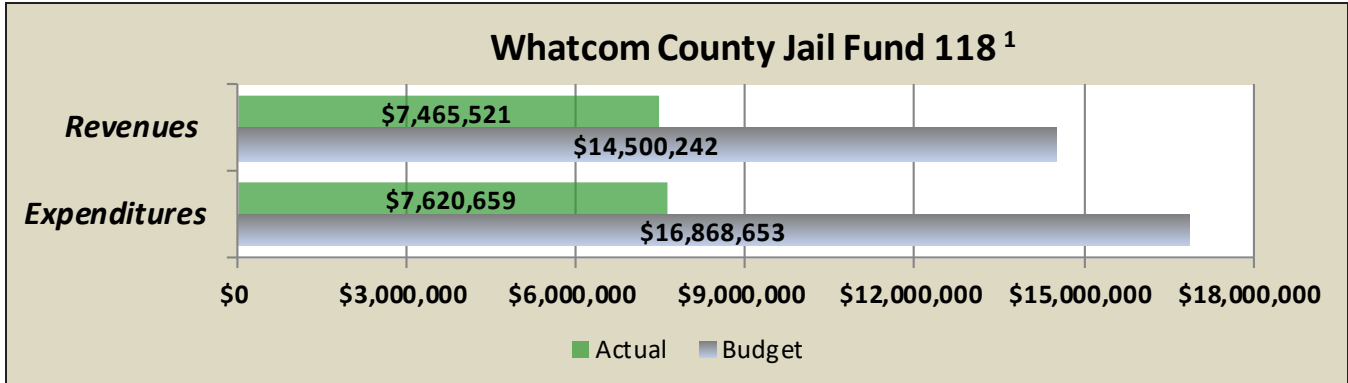 Whatcom County Jail Fund 118 ¹
Revenues
$7,465,521
$14,500,242
Expenditures
$7,620,659
$16,868,653
$0 $3,000,000 $6,000,000 $9,000,000 $12,000,000 $15,000,000 $18,000,000
Actual Budget